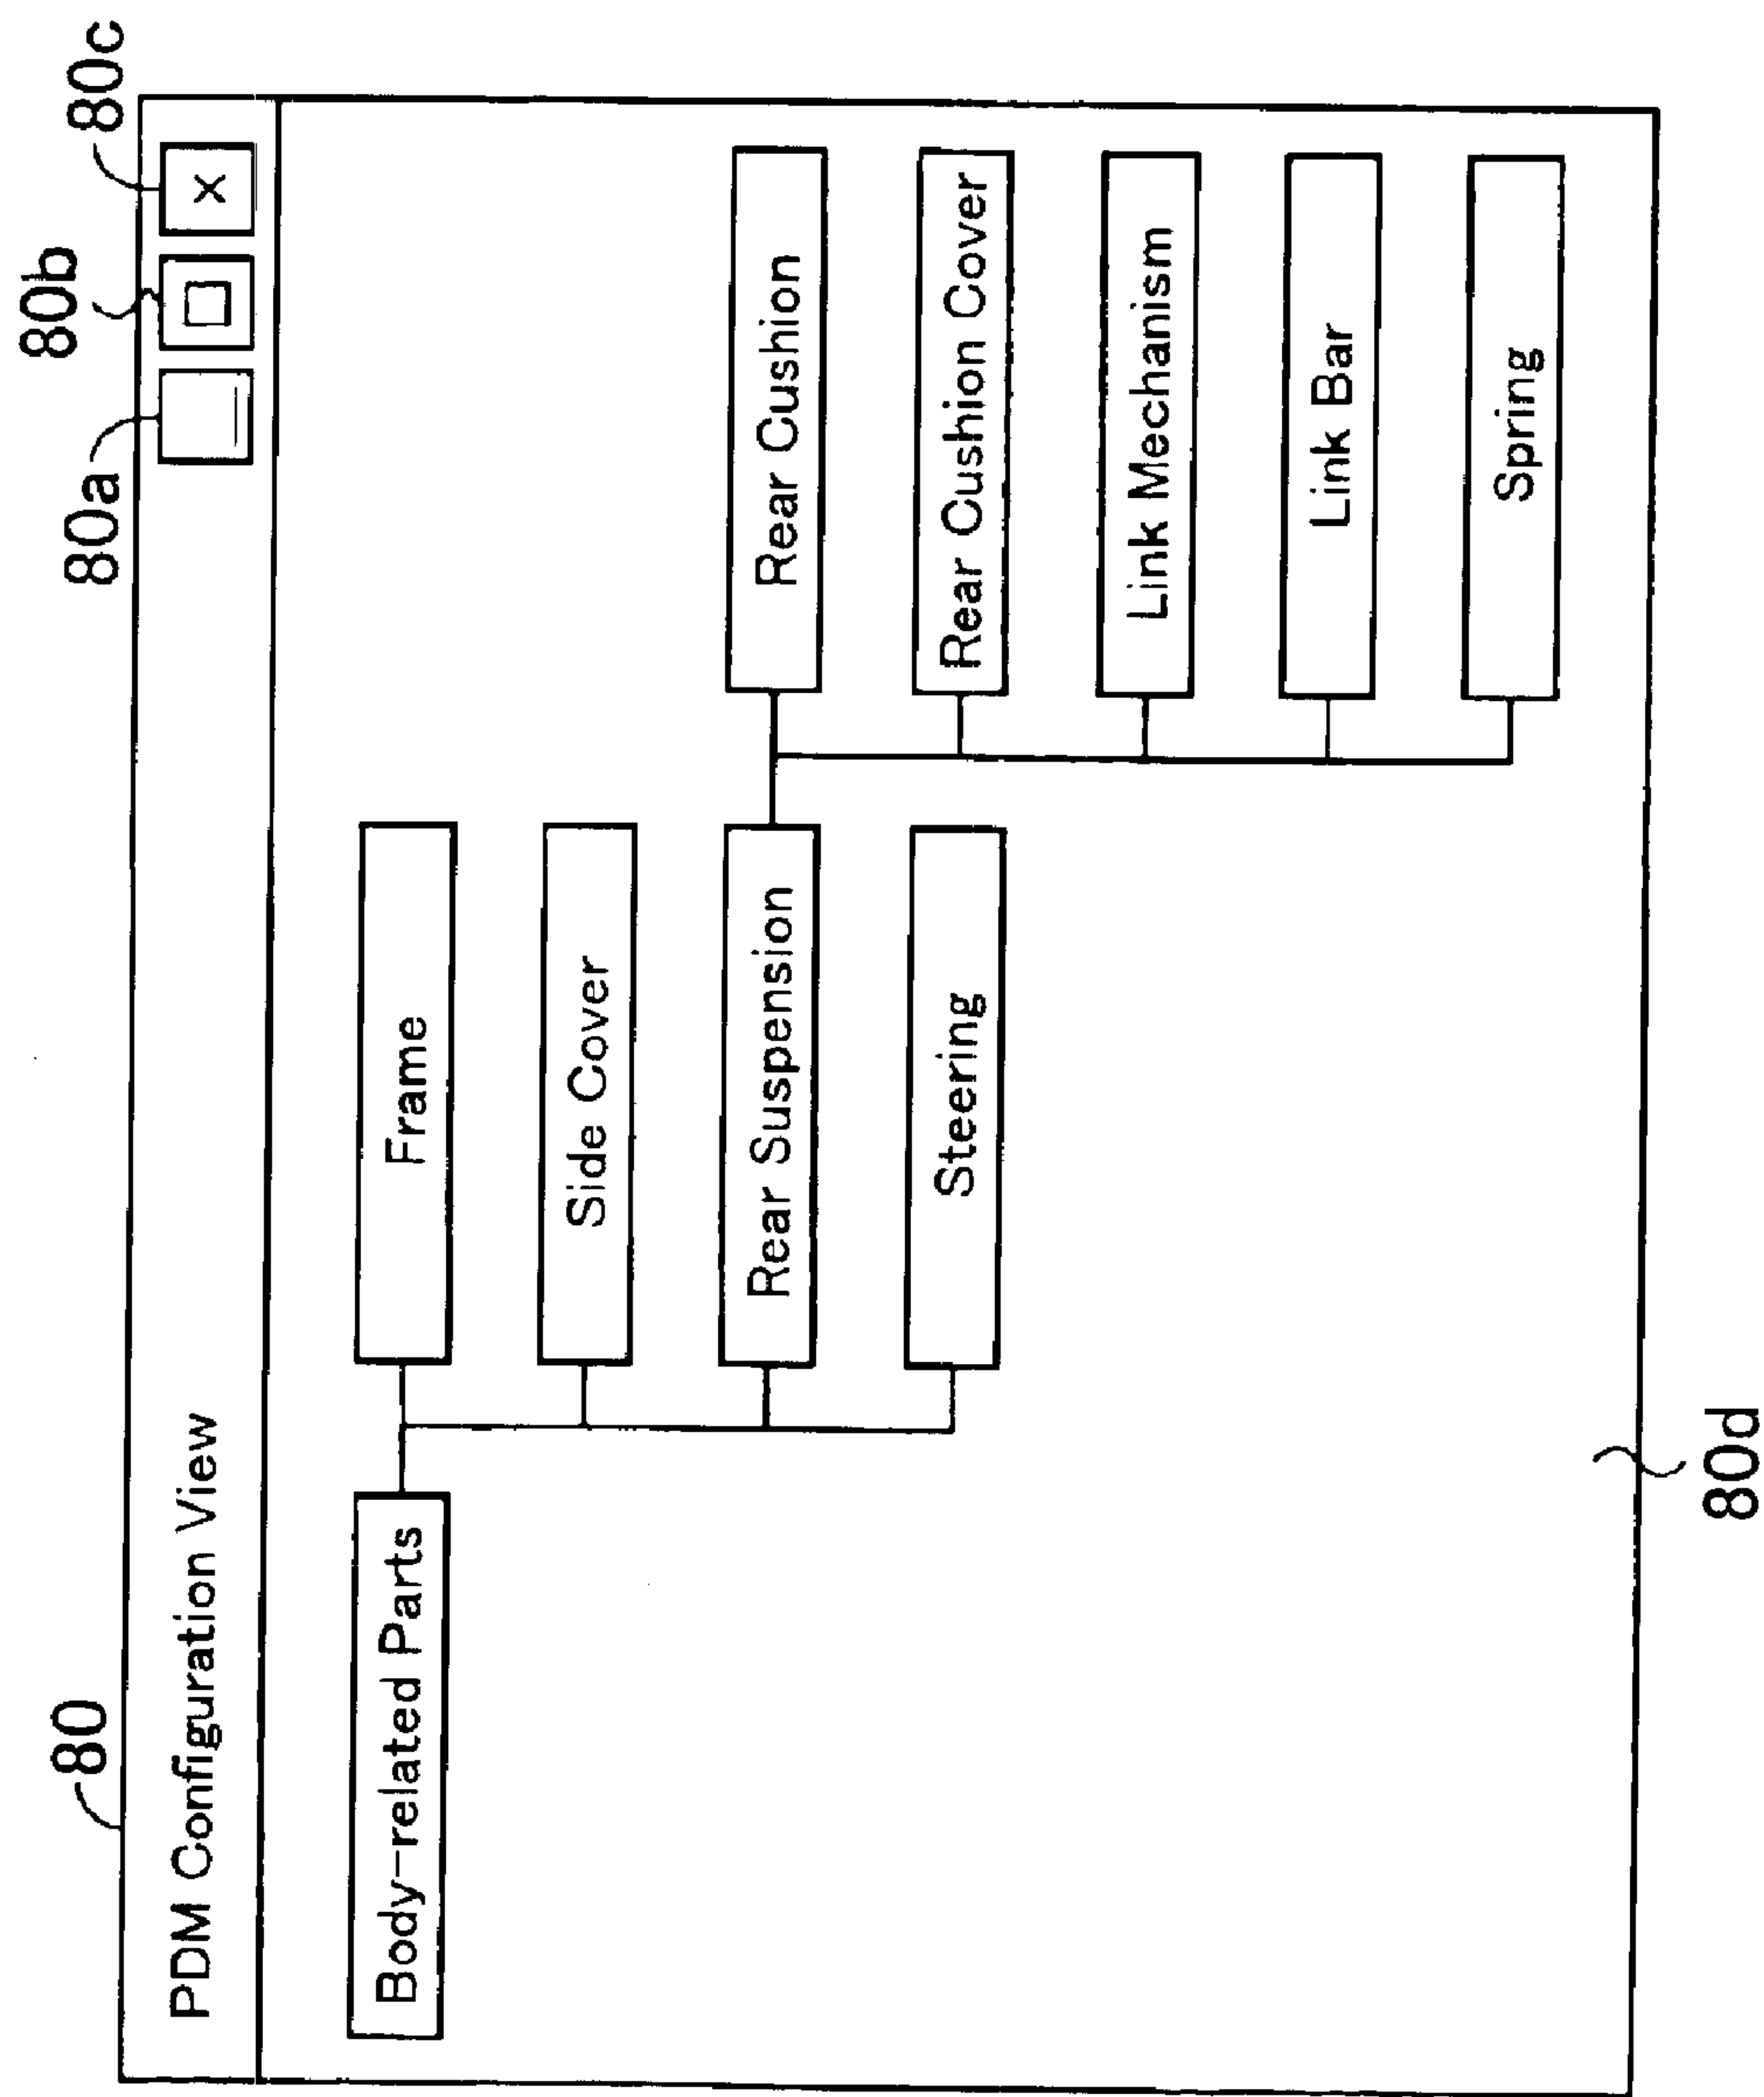 80
80a
80b
80c
PDM Configuration View
x
Body-related Parts
Frame
Side Cover
Rear Suspension
Steering
Rear Cushion
Rear Cushion Cover
Link Mechanism
Link Bar
Spring
80d